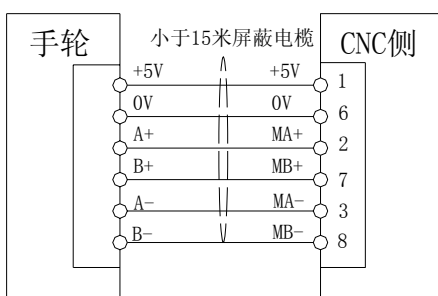 手轮 小于15米屏蔽电榄 CNC侧
+5V +5V 1
0V 0V 6
A+ MA+ 2
B+ MB+ 7
A- MA- 3
B- MB- 8